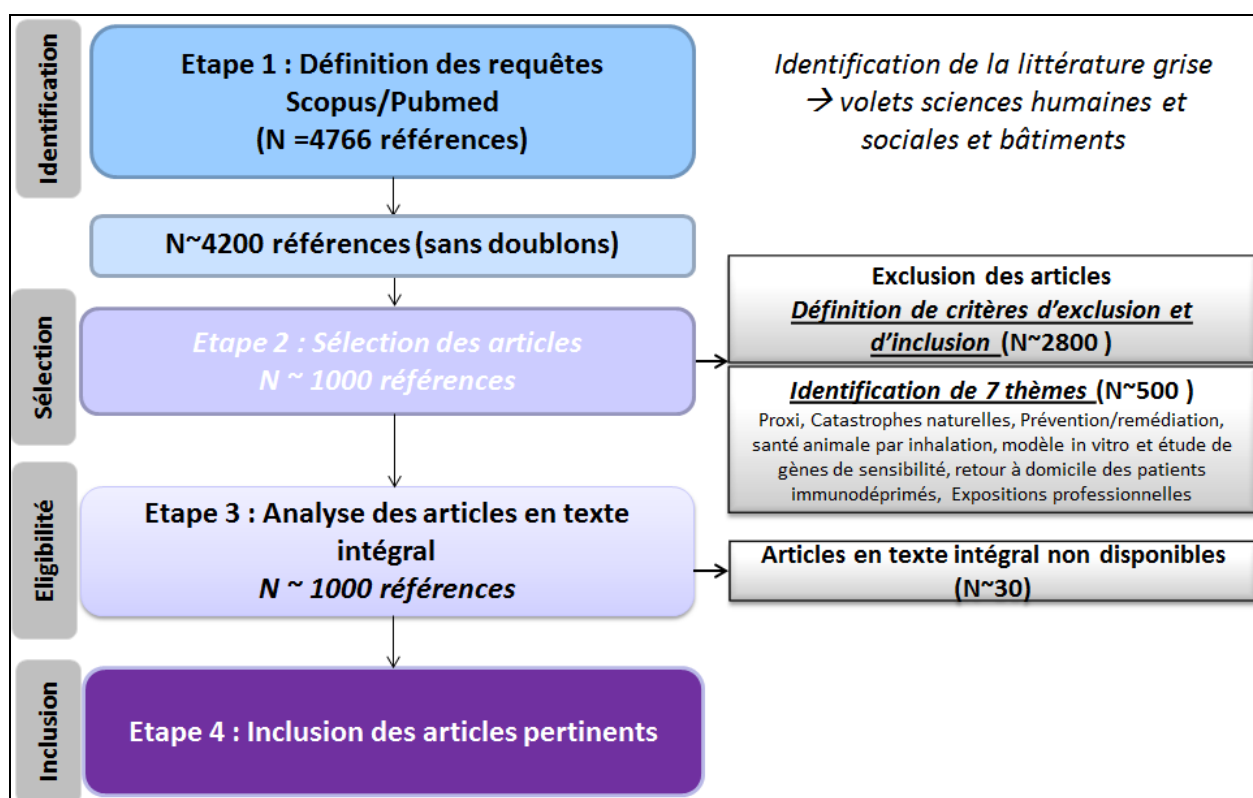 Identification
Etape 1 : Définition des requêtes
Scopus/Pubmed
(N =4766 références)
Identification de la littérature grise
→ volets sciences humaines et
sociales et bâtiments
N~4200 références (sans doublons)
Sélection
Etape 2 : Sélection des articles
N ~ 1000 références
Exclusion des articles
Définition de critères d'exclusion et
d'inclusion (N~2800 )
Identification de 7 thèmes (N~500 )
Proxi, Catastrophes naturelles, Prévention/remédiation,
santé animale par inhalation, modèle in vitro et étude de
gènes de sensibilité, retour à domicile des patients
immunodéprimés, Expositions professionnelles
Eligibilité
Etape 3 : Analyse des articles en texte
intégral
N ~ 1000 références
Articles en texte intégral non disponibles
(N~30)
Inclusion
Etape 4 : Inclusion des articles pertinents